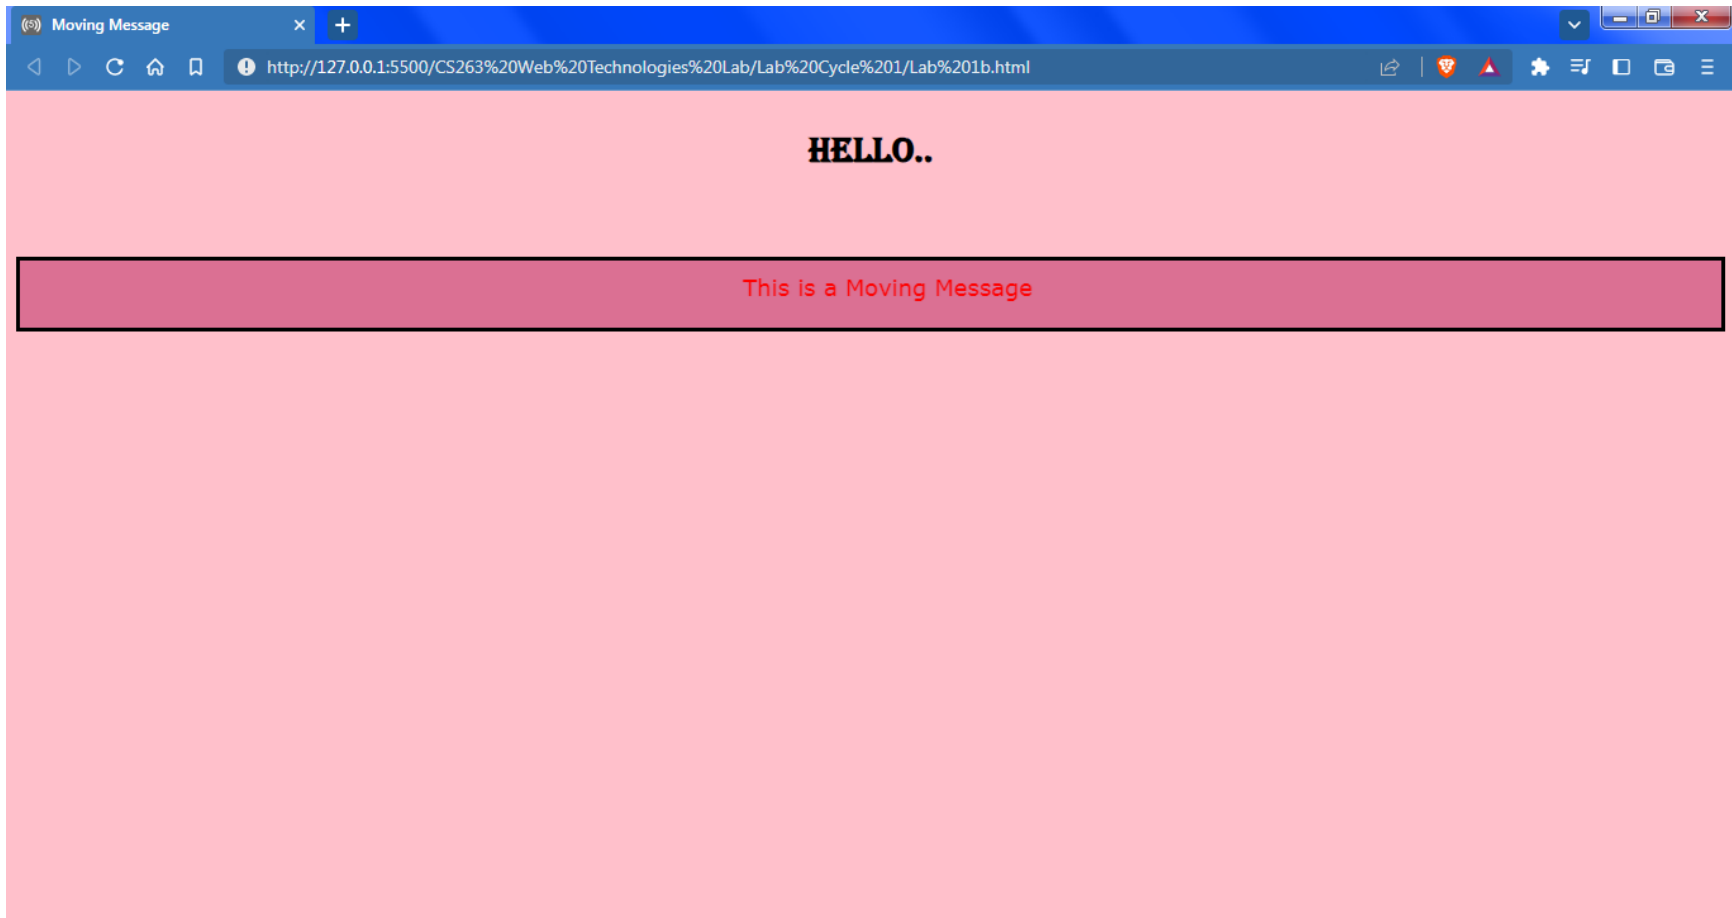 Moving Message
http://127.0.0.1:5500/CS263%20Web%20Technologies%20Lab/Lab%20Cycle%201/Lab%201b.html
HELLO..
This is a Moving Message